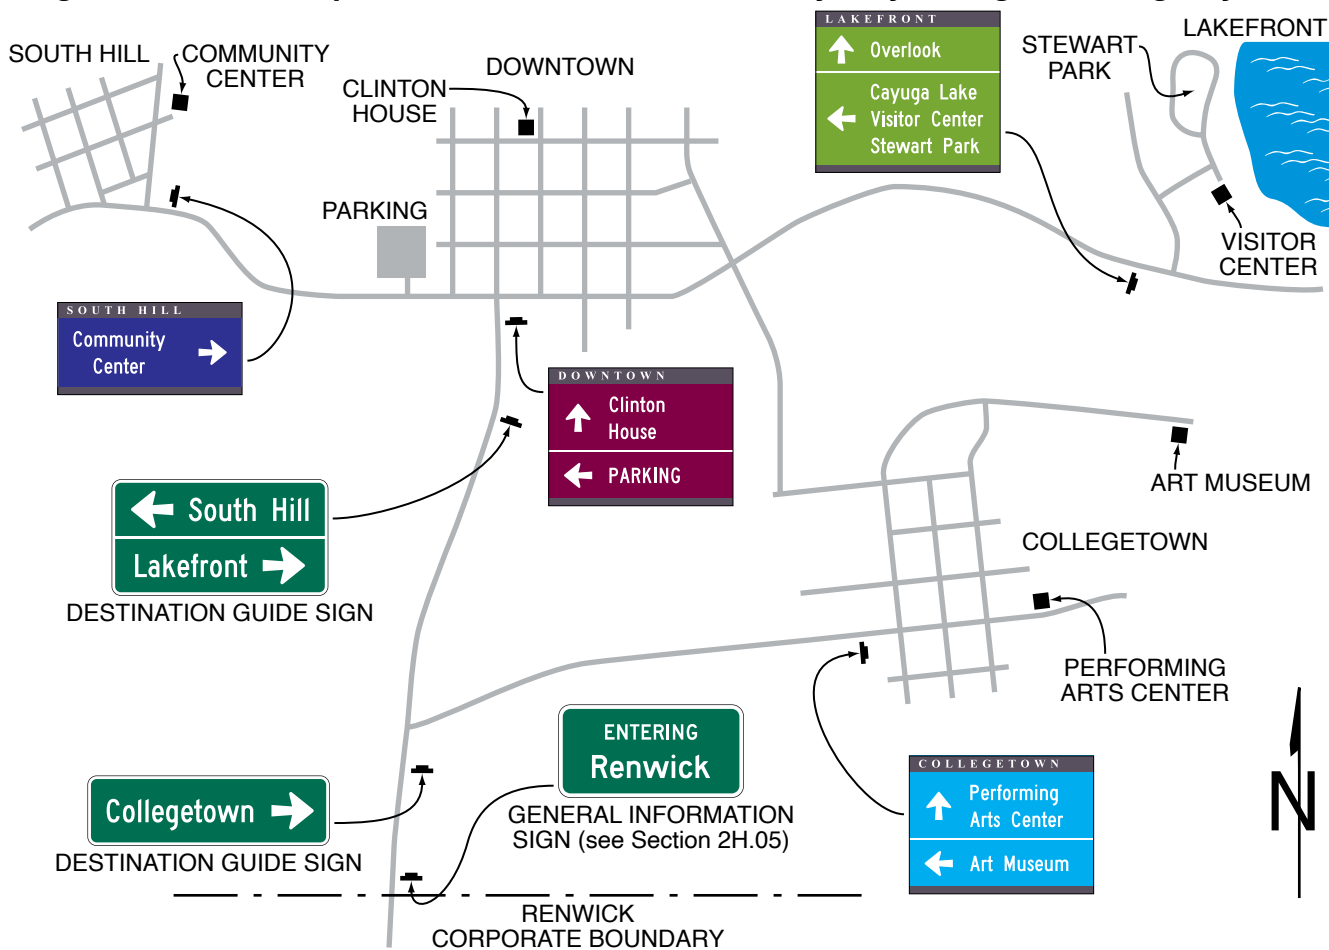 SOUTH HILL
COMMUNITY
CENTER
CLINTON
HOUSE
DOWNTOWN
LAKEFRONT
Overlook
Cayuga Lake
Visitor Center
Stewart Park
STEWART
PARK
LAKEFRONT
PARKING
VISITOR
CENTER
SOUTH HILL
Community
Center
DOWNTOWN
Clinton
House
PARKING
ART MUSEUM
South Hill
Lakefront
DESTINATION GUIDE SIGN
COLLEGETOWN
PERFORMING
ARTS CENTER
ENTERING
Renwick
GENERAL INFORMATION
SIGN (see Section 2H.05)
Collegetown
DESTINATION GUIDE SIGN
COLLEGETOWN
Performing
Arts Center
Art Museum
N
RENWICK
CORPORATE BOUNDARY